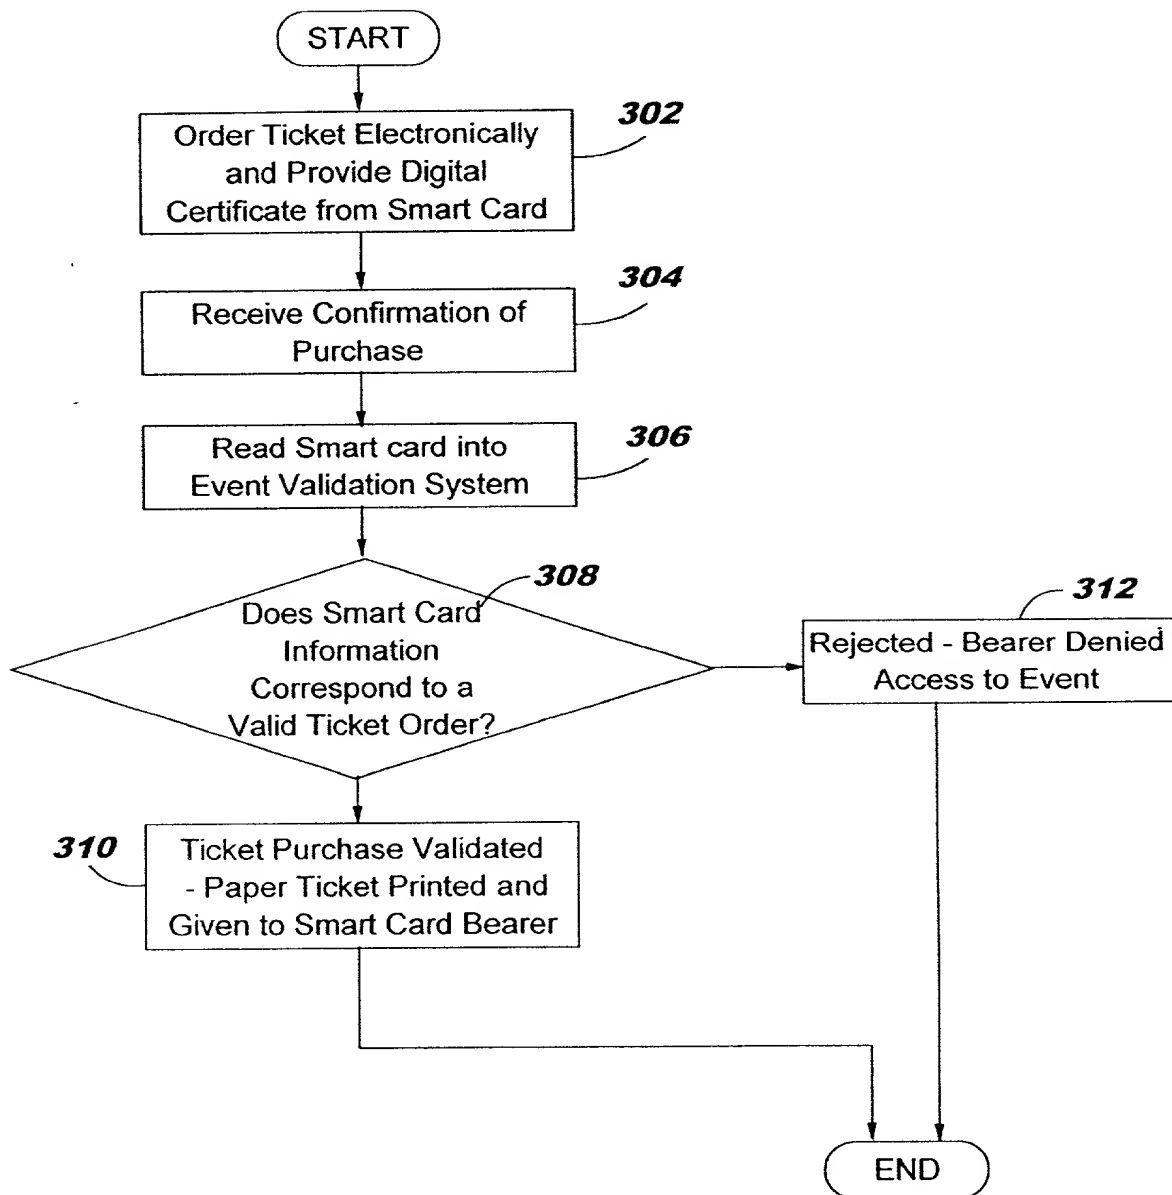 START
302
Order Ticket Electronically
and Provide Digital
Certificate from Smart Card
304
Receive Confirmation of
Purchase
306
Read Smart card into
Event Validation System
308
Does Smart Card
Information
Correspond to a
Valid Ticket Order?
312
Rejected - Bearer Denied
Access to Event
310
Ticket Purchase Validated
- Paper Ticket Printed and
Given to Smart Card Bearer
END